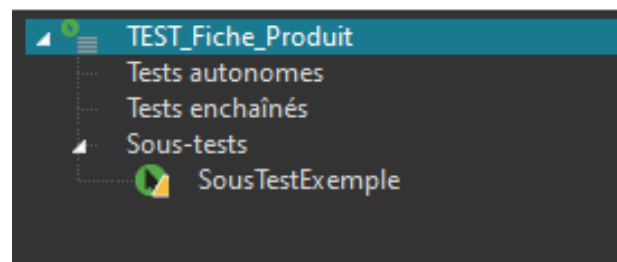 TEST_Fiche_Produit
Tests autonomes
Tests enchaînés
Sous-tests
SousTestExemple